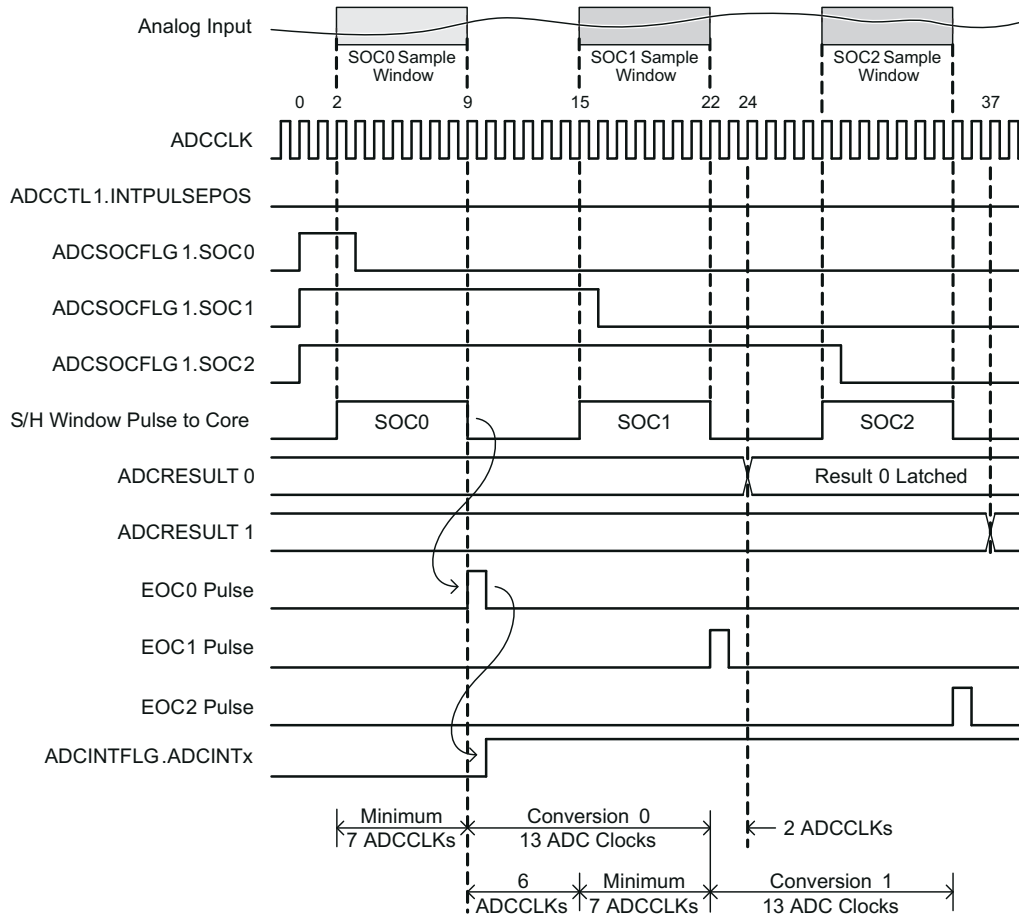 Analog Input
SOC0 Sample
Window
SOC1 Sample
Window
SOC2 Sample
Window
0 2 9 15 22 24 37
ADCCLK
ADCCTL1.INTPULSEPOS
ADCSOCFLG 1.SOC0
ADCSOCFLG 1.SOC1
ADCSOCFLG 1.SOC2
S/H Window Pulse to Core
SOC0 SOC1 SOC2
ADCRESULT 0
Result 0 Latched
ADCRESULT 1
EOC0 Pulse
EOC1 Pulse
EOC2 Pulse
ADCINTFLG.ADCINTx
Minimum
7 ADCCLKs
Conversion 0
13 ADC Clocks
2 ADCCLKs
6
ADCCLKs
Minimum
7 ADCCLKs
Conversion 1
13 ADC Clocks